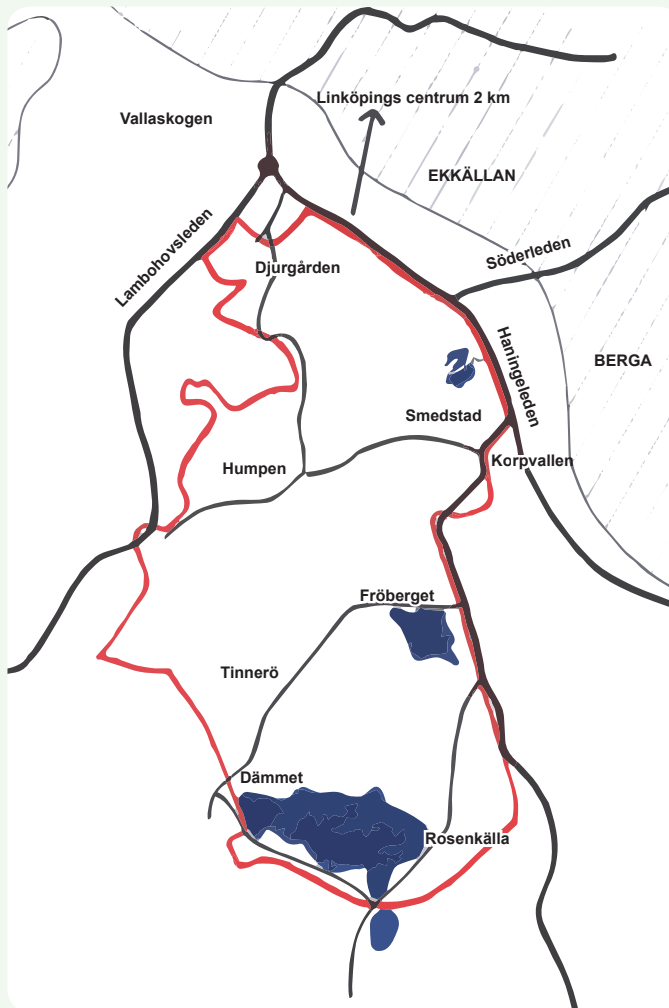 Linköpings centrum 2 km
Vallaskogen
EKKÄLLAN
Söderleden
Lambohovsleden
Djurgården
Haningeleden
BERGA
Smedstad
Korpvallen
Humpen
Fröberget
Tinnerö
Dämmet
Rosenkälla